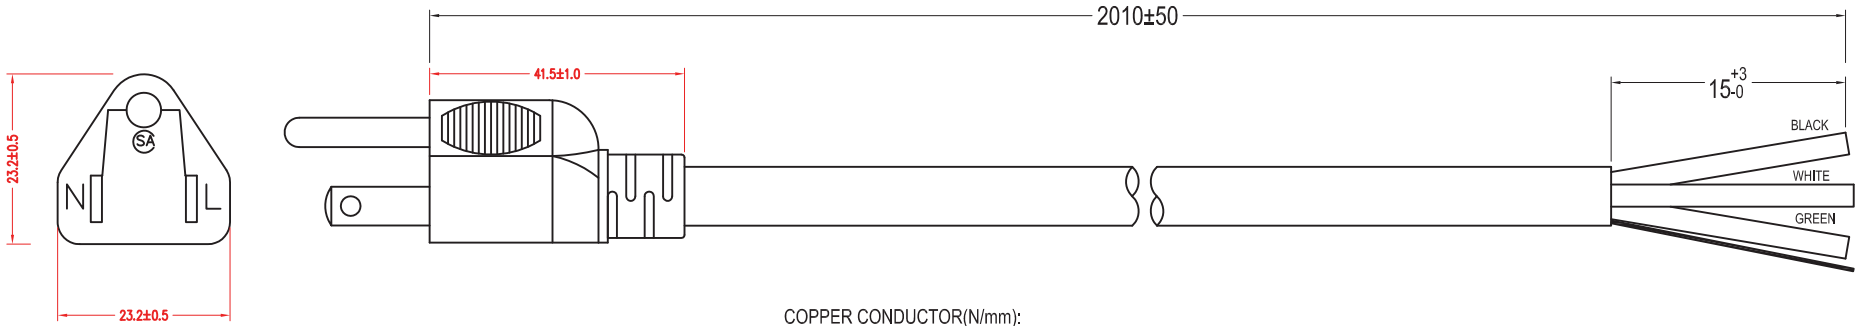 2010±50
41.5±1.0
15 +3 -0
BLACK
23.2±0.5
SA
WHITE
N L
GREEN
23.2±0.5
COPPER CONDUCTOR(N/mm):